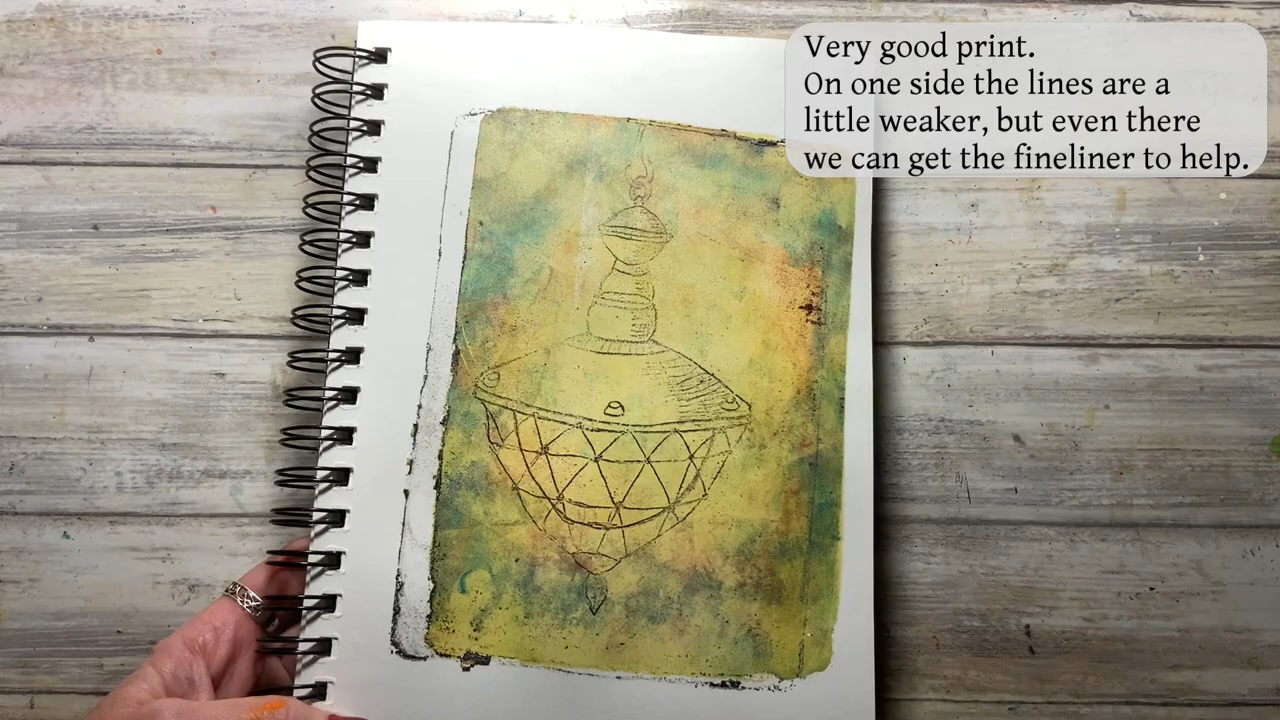 Very good print.
On one side the lines are a
little weaker, but even there
we can get the fineliner to help.